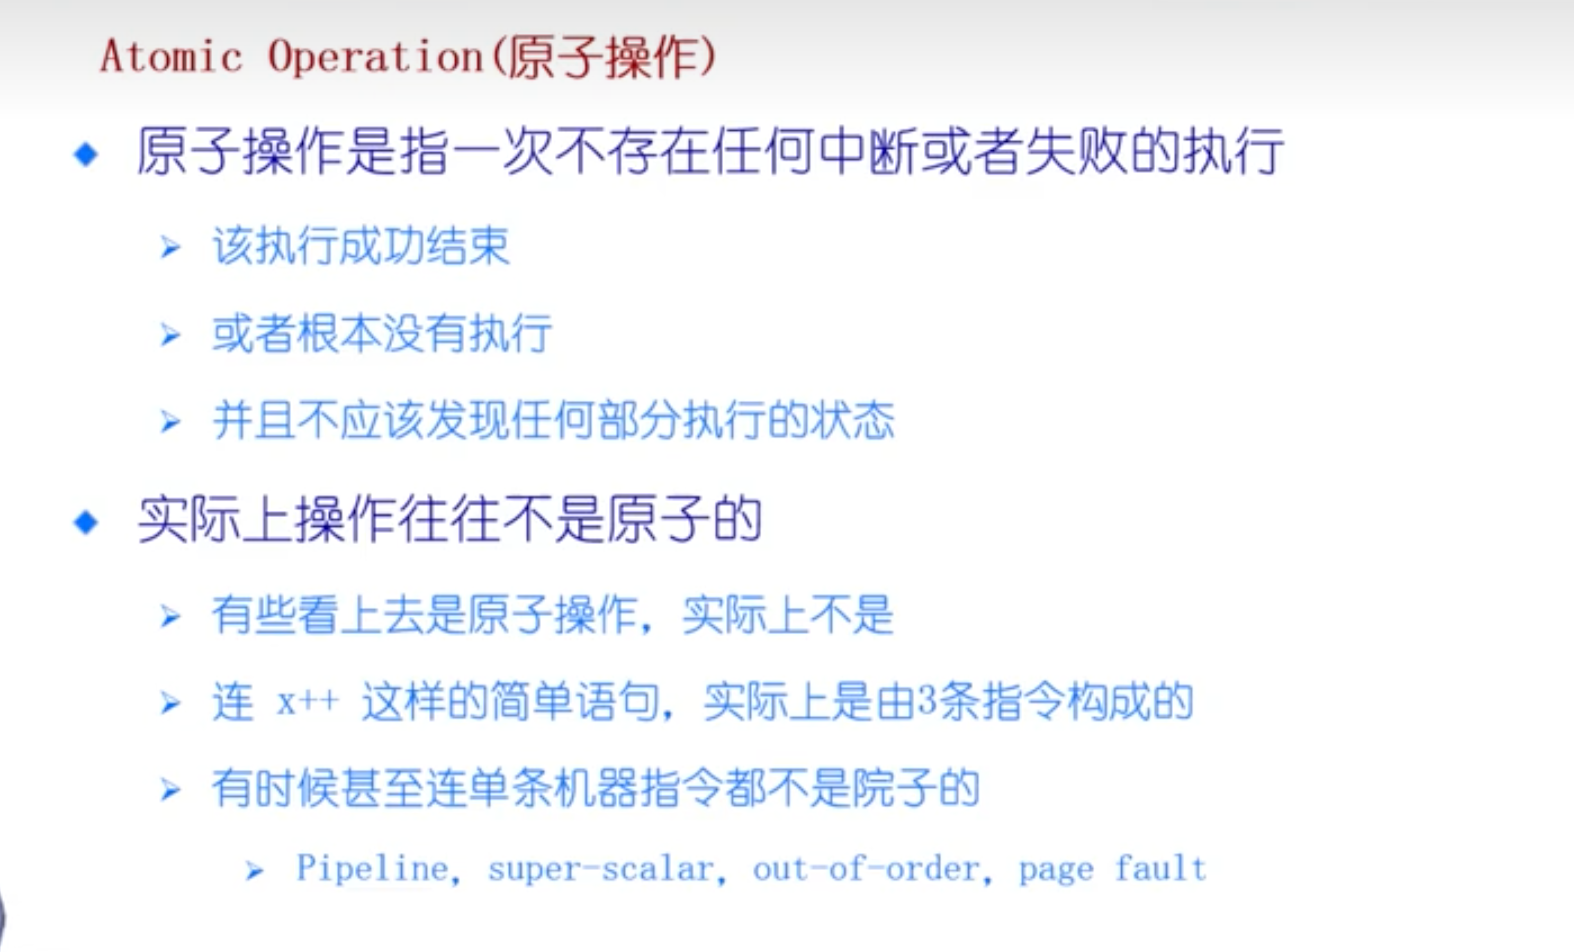 Atomic Operation(原子操作)
原子操作是指一次不存在任何中断或者失败的执行
该执行成功结束
或者根本没有执行
并且不应该发现任何部分执行的状态
实际上操作往往不是原子的
有些看上去是原子操作，实际上不是
连 x++ 这样的简单语句，实际上是由3条指令构成的
有时候甚至连单条机器指令都不是院子的
Pipeline, super-scalar, out-of-order, page fault